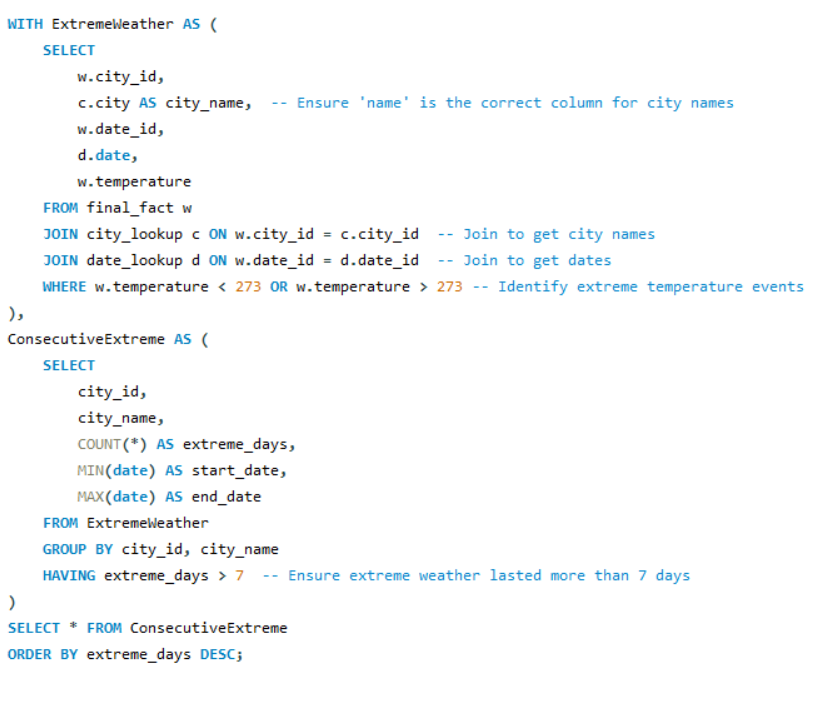 WITH ExtremeWeather AS (
    SELECT
        w.city_id,
        c.city AS city_name,  -- Ensure 'name' is the correct column for city names
        w.date_id,
        d.date,
        w.temperature
    FROM final_fact w
    JOIN city_lookup c ON w.city_id = c.city_id  -- Join to get city names
    JOIN date_lookup d ON w.date_id = d.date_id  -- Join to get dates
    WHERE w.temperature < 273 OR w.temperature > 273 -- Identify extreme temperature events
),
ConsecutiveExtreme AS (
    SELECT
        city_id,
        city_name,
        COUNT(*) AS extreme_days,
        MIN(date) AS start_date,
        MAX(date) AS end_date
    FROM ExtremeWeather
    GROUP BY city_id, city_name
    HAVING extreme_days > 7  -- Ensure extreme weather lasted more than 7 days
)
SELECT * FROM ConsecutiveExtreme
ORDER BY extreme_days DESC;